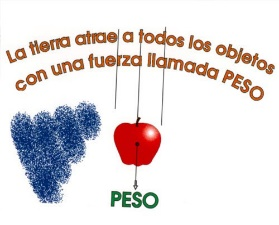 La tierra atrae a todos los objetos
con una fuerza llamada PESO
PESO